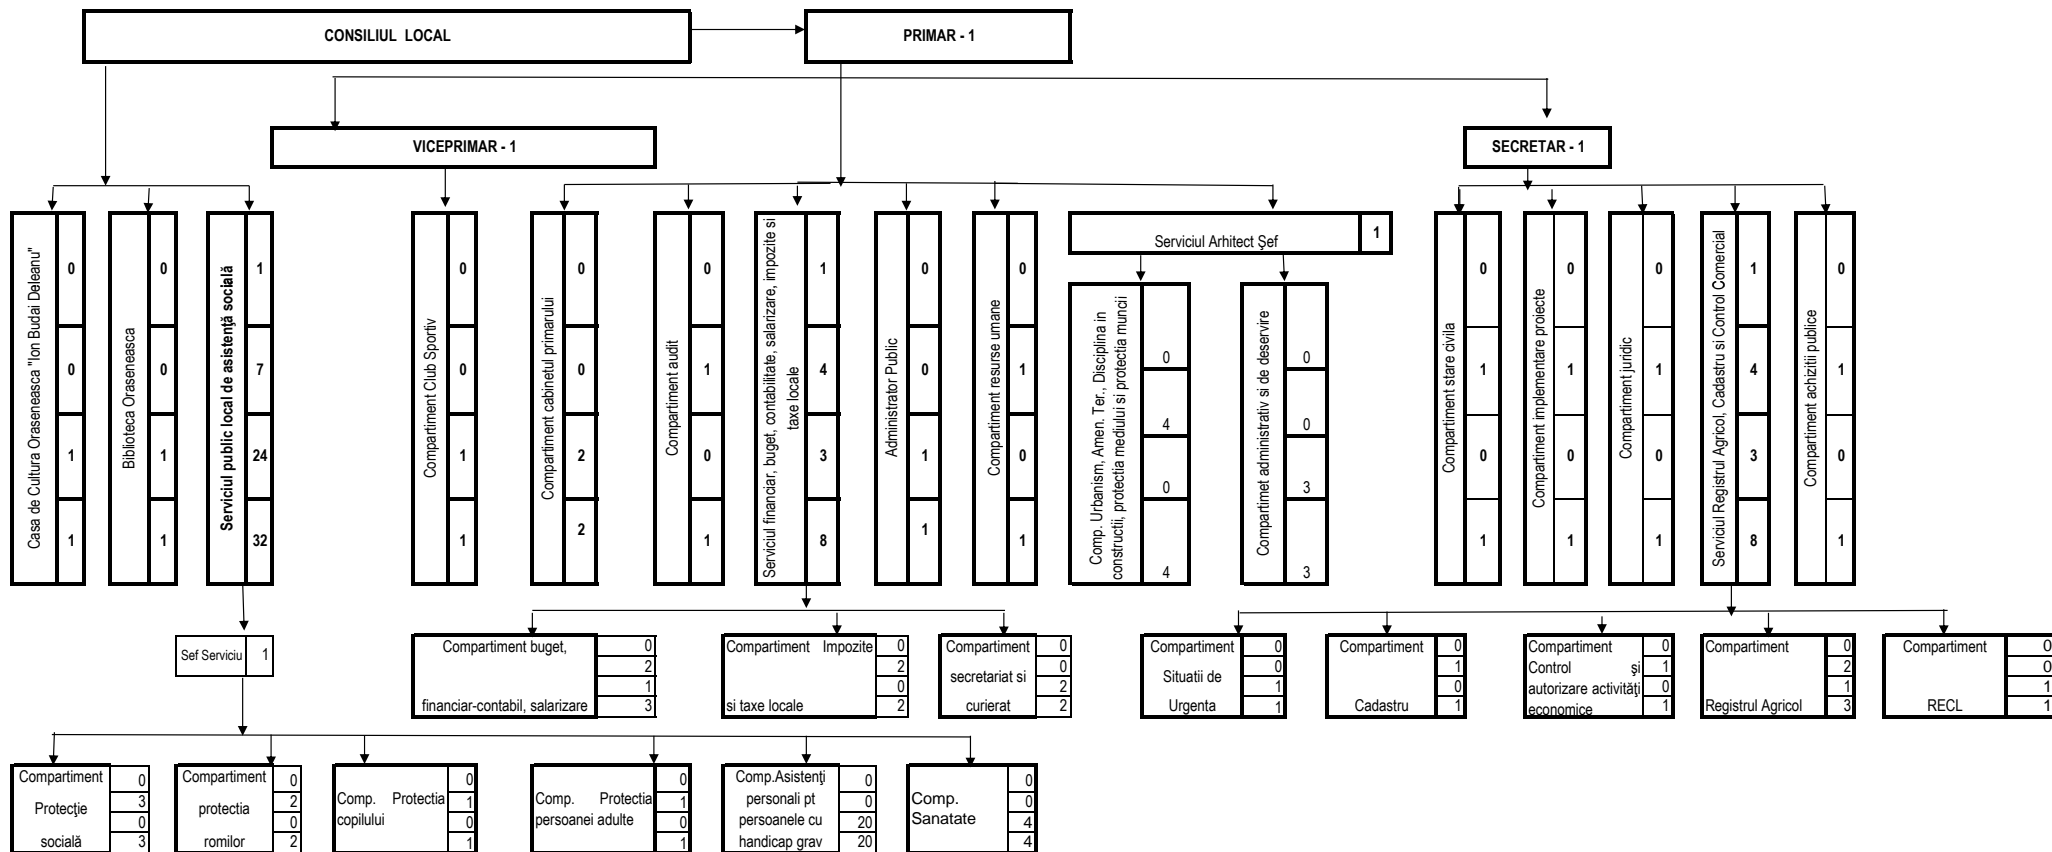 CONSILIUL LOCAL
PRIMAR - 1
VICEPRIMAR - 1
SECRETAR - 1
Casa de Cultura Oraseneasca "Ion Budai Deleanu"
0
0
1
1
Biblioteca Oraseneasca
0
0
1
1
Serviciul public local de asistenţă socială
1
7
24
32
Compartiment Club Sportiv
0
0
1
1
Compartiment cabinetul primarului
0
0
2
2
Compartiment audit
0
1
0
1
Serviciul financiar, buget, contabilitate, salarizare, impozite si
taxe locale
1
4
3
8
Administrator Public
0
0
1
1
Compartiment resurse umane
0
1
0
1
Serviciul Arhitect Şef
1
Comp. Urbanism, Amen. Ter., Disciplina in
constructii, protectia mediului si protectia muncii
0
4
0
4
Compartimet administrativ si de deservire
0
0
3
3
Compartiment stare civila
0
1
0
1
Compartiment implementare proiecte
0
1
0
1
Compartiment juridic
0
1
0
1
Serviciul Registrul Agricol, Cadastru si Control Comercial
1
4
3
8
Compartiment achizitii publice
0
1
0
1
Sef Serviciu
1
Compartiment buget,
financiar-contabil, salarizare
0
2
1
3
Compartiment Impozite
si taxe locale
0
2
0
2
Compartiment
secretariat si
curierat
0
0
2
2
Compartiment
Situatii de
Urgenta
0
0
1
1
Compartiment
Cadastru
0
1
0
1
Compartiment
Control şi
autorizare activităţi
economice
0
1
0
1
Compartiment
Registrul Agricol
0
2
1
3
Compartiment
RECL
0
0
1
1
Compartiment
Protecţie
socială
0
3
0
3
Compartiment
protectia
romilor
0
2
0
2
Comp. Protectia
copilului
0
1
0
1
Comp. Protectia
persoanei adulte
0
1
0
1
Comp.Asistenţi
personali pt
persoanele cu
handicap grav
0
0
20
20
Comp.
Sanatate
0
0
4
4